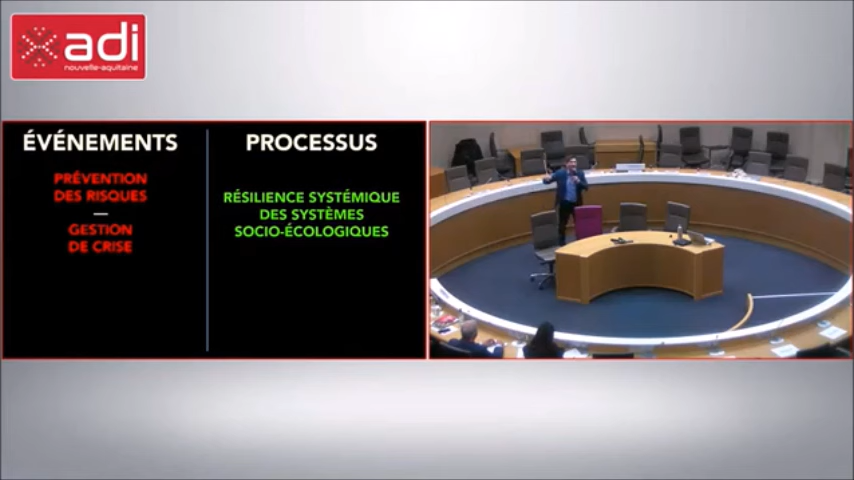 adi
nouvelle-aquitaine
ÉVÉNEMENTS
PRÉVENTION
DES RISQUES
—
GESTION
DE CRISE
PROCESSUS
RÉSILIENCE SYSTÉMIQUE
DES SYSTÈMES
SOCIO-ÉCOLOGIQUES